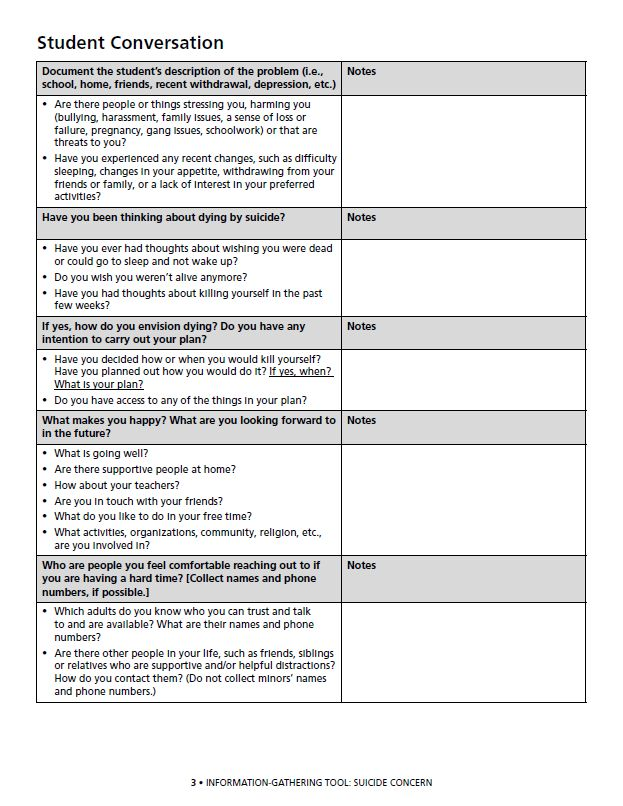 Student Conversation
Document the student's description of the problem (i.e.,
school, home, friends, recent withdrawal, depression, etc.)
Notes
• Are there people or things stressing you, harming you
(bullying, harassment, family issues, a sense of loss or
failure, pregnancy, gang issues, schoolwork) or that are
threats to you?
• Have you experienced any recent changes, such as difficulty
sleeping, changes in your appetite, withdrawing from your
friends or family, or a lack of interest in your preferred
activities?
Have you been thinking about dying by suicide?
Notes
• Have you ever had thoughts about wishing you were dead
or could go to sleep and not wake up?
• Do you wish you weren't alive anymore?
• Have you had thoughts about killing yourself in the past
few weeks?
If yes, how do you envision dying? Do you have any
intention to carry out your plan?
Notes
• Have you decided how or when you would kill yourself?
Have you planned out how you would do it? If yes, when?
What is your plan?
• Do you have access to any of the things in your plan?
What makes you happy? What are you looking forward to
in the future?
Notes
• What is going well?
• Are there supportive people at home?
• How about your teachers?
• Are you in touch with your friends?
• What do you like to do in your free time?
• What activities, organizations, community, religion, etc.,
are you involved in?
Who are people you feel comfortable reaching out to if
you are having a hard time? [Collect names and phone
numbers, if possible.]
Notes
• Which adults do you know who you can trust and talk
to and are available? What are their names and phone
numbers?
• Are there other people in your life, such as friends, siblings
or relatives who are supportive and/or helpful distractions?
How do you contact them? (Do not collect minors' names
and phone numbers.)
3 • INFORMATION-GATHERING TOOL: SUICIDE CONCERN